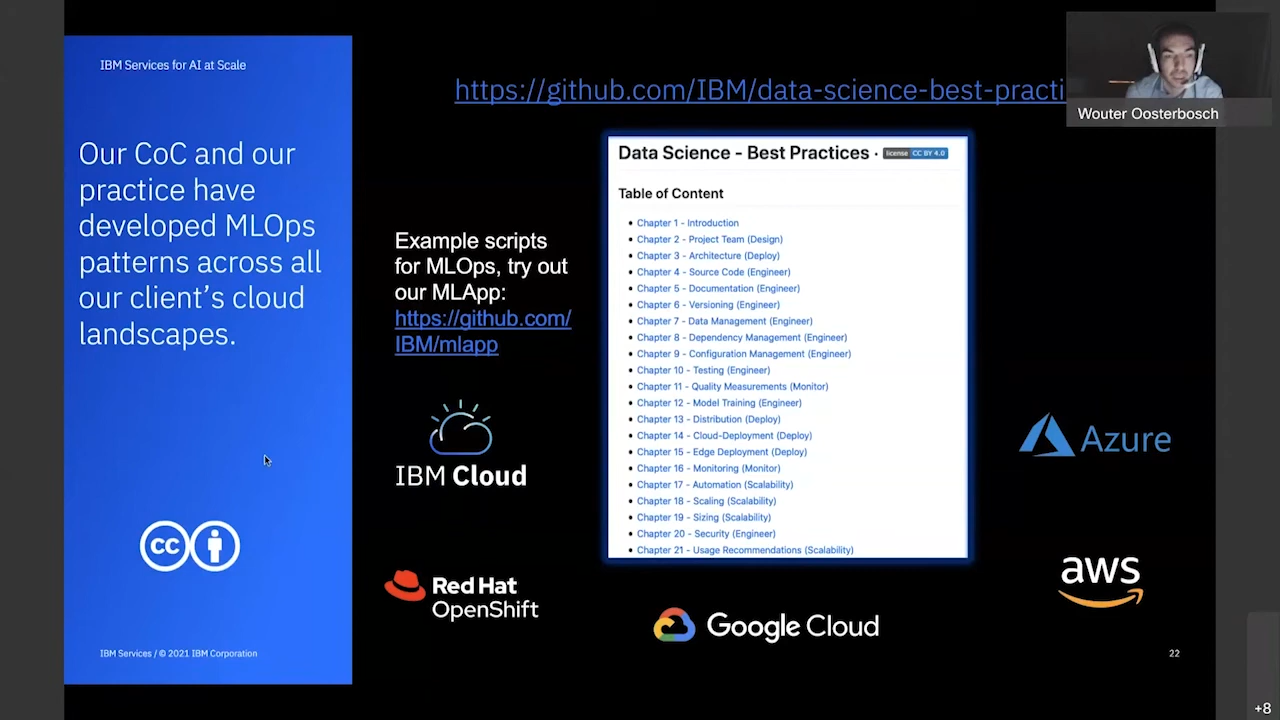 IBM Services for AI at Scale
Our CoC and our
practice have
developed MLOps
patterns across all
our client's cloud
landscapes.
cc
IBM Services / © 2021 IBM Corporation
https://github.com/IBM/data-science-best-practi
Example scripts
for MLOps, try out
our MLApp:
https://github.com/
IBM/mlapp
IBM Cloud
Red Hat
OpenShift
Data Science - Best Practices · license CC BY 4.0
Table of Content
• Chapter 1 - Introduction
• Chapter 2 - Project Team (Design)
• Chapter 3 - Architecture (Deploy)
• Chapter 4 - Source Code (Engineer)
• Chapter 5 - Documentation (Engineer)
• Chapter 6 - Versioning (Engineer)
• Chapter 7 - Data Management (Engineer)
• Chapter 8 - Dependency Management (Engineer)
• Chapter 9 - Configuration Management (Engineer)
• Chapter 10 - Testing (Engineer)
• Chapter 11 - Quality Measurements (Monitor)
• Chapter 12 - Model Training (Engineer)
• Chapter 13 - Distribution (Deploy)
• Chapter 14 - Cloud-Deployment (Deploy)
• Chapter 15 - Edge Deployment (Deploy)
• Chapter 16 - Monitoring (Monitor)
• Chapter 17 - Automation (Scalability)
• Chapter 18 - Scaling (Scalability)
• Chapter 19 - Sizing (Scalability)
• Chapter 20 - Security (Engineer)
• Chapter 21 - Usage Recommendations (Scalability)
Google Cloud
Azure
aws
22
Wouter Oosterbosch
+8